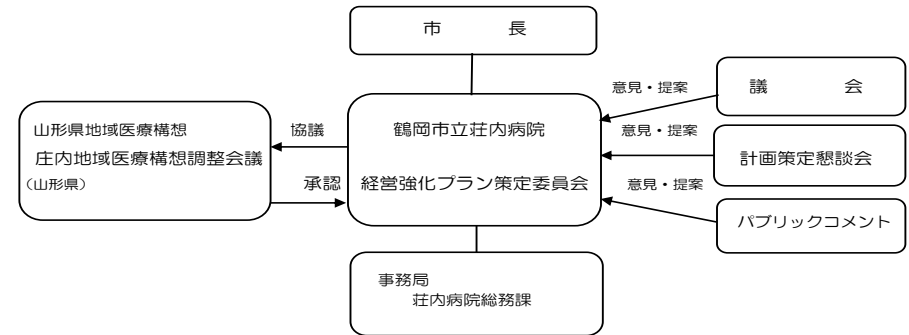 市　　　長
意見・提案
議　　　会
山形県地域医療構想
庄内地域医療構想調整会議
（山形県）
協議
承認
鶴岡市立荘内病院
経営強化プラン策定委員会
意見・提案
計画策定懇談会
意見・提案
パブリックコメント
事務局
荘内病院総務課